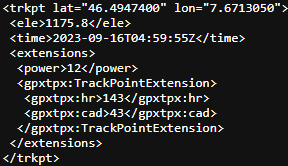 <trkpt lat="46.4947400" lon="7.6713050">
<ele>1175.8</ele>
<time>2023-09-16T04:59:55Z</time>
<extensions>
<power>12</power>
<gpxtpx:TrackPointExtension>
<gpxtpx:hr>143</gpxtpx:hr>
<gpxtpx:cad>43</gpxtpx:cad>
</gpxtpx:TrackPointExtension>
</extensions>
</trkpt>